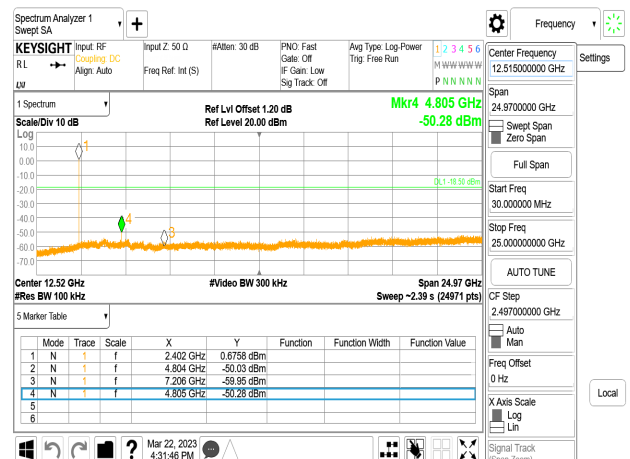 Spectrum Analyzer 1
Swept SA
Frequency
KEYSIGHT
Input: RF
Coupling: DC
Align: Auto
Input Z: 50 Ω
Freq Ref: Int (S)
#Atten: 30 dB
PNO: Fast
Gate: Off
IF Gain: Low
Sig Track: Off
Avg Type: Log-Power
Trig: Free Run
1 2 3 4 5 6
M W W W W W
P N N N N N
R L
1 Spectrum
Scale/Div 10 dB
Ref Lvl Offset 1.20 dB
Ref Level 20.00 dBm
Mkr4 4.805 GHz
-50.28 dBm
Log
10.0
0.00
-10.0
-20.0
-30.0
-40.0
-50.0
-60.0
-70.0
1
4
3
DL1 -18.59 dBm
Center 12.52 GHz
#Video BW 300 kHz
Span 24.97 GHz
#Res BW 100 kHz
Sweep ~2.39 s (24971 pts)
5 Marker Table
Mode Trace Scale X Y Function Function Width Function Value
1 N 1 f 2.402 GHz 0.6758 dBm
2 N 1 f 4.804 GHz -50.03 dBm
3 N 1 f 7.206 GHz -59.95 dBm
4 N 1 f 4.805 GHz -50.28 dBm
5
6
Mar 22, 2023
4:31:46 PM
Center Frequency
12.515000000 GHz
Settings
Span
24.9700000 GHz
Swept Span
Zero Span
Full Span
Start Freq
30.000000 MHz
Stop Freq
25.000000000 GHz
AUTO TUNE
CF Step
2.497000000 GHz
Auto
Man
Freq Offset
0 Hz
X Axis Scale
Log
Lin
Local
Signal Track
(Span Zoom)